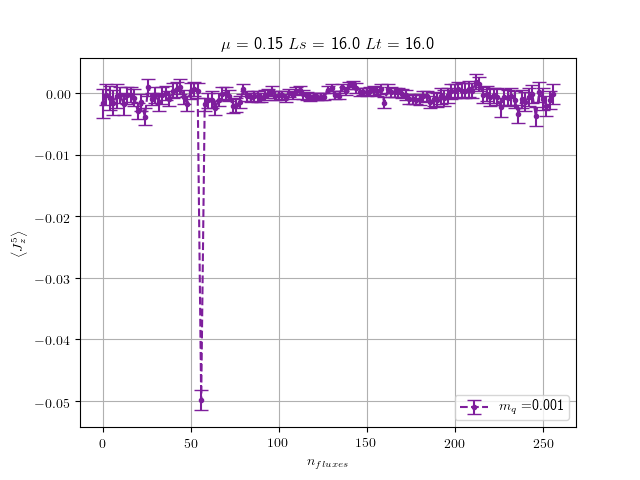 μ = 0.15 Ls = 16.0 Lt = 16.0
0.00
−0.01
−0.02
−0.03
−0.04
−0.05
⟨J_z^5⟩
0 50 100 150 200 250
n_fluxes
m_q =0.001